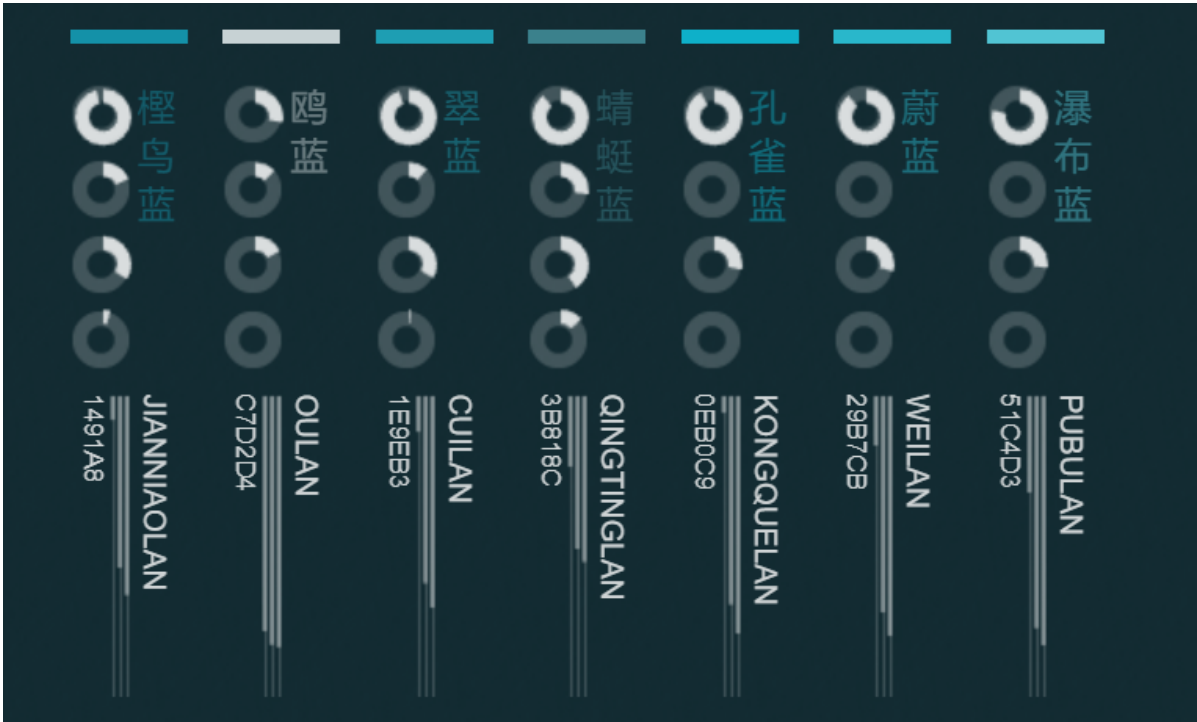 樫鸟蓝
1491A8
JIANNIAOLAN
鸥蓝
C7D2D4
OULAN
翠蓝
1E9EB3
CUILAN
蜻蜓蓝
3B818C
QINGTINGLAN
孔雀蓝
0EB0C9
KONGQUELAN
蔚蓝
29B7CB
WEILAN
瀑布蓝
51C4D3
PUBULAN